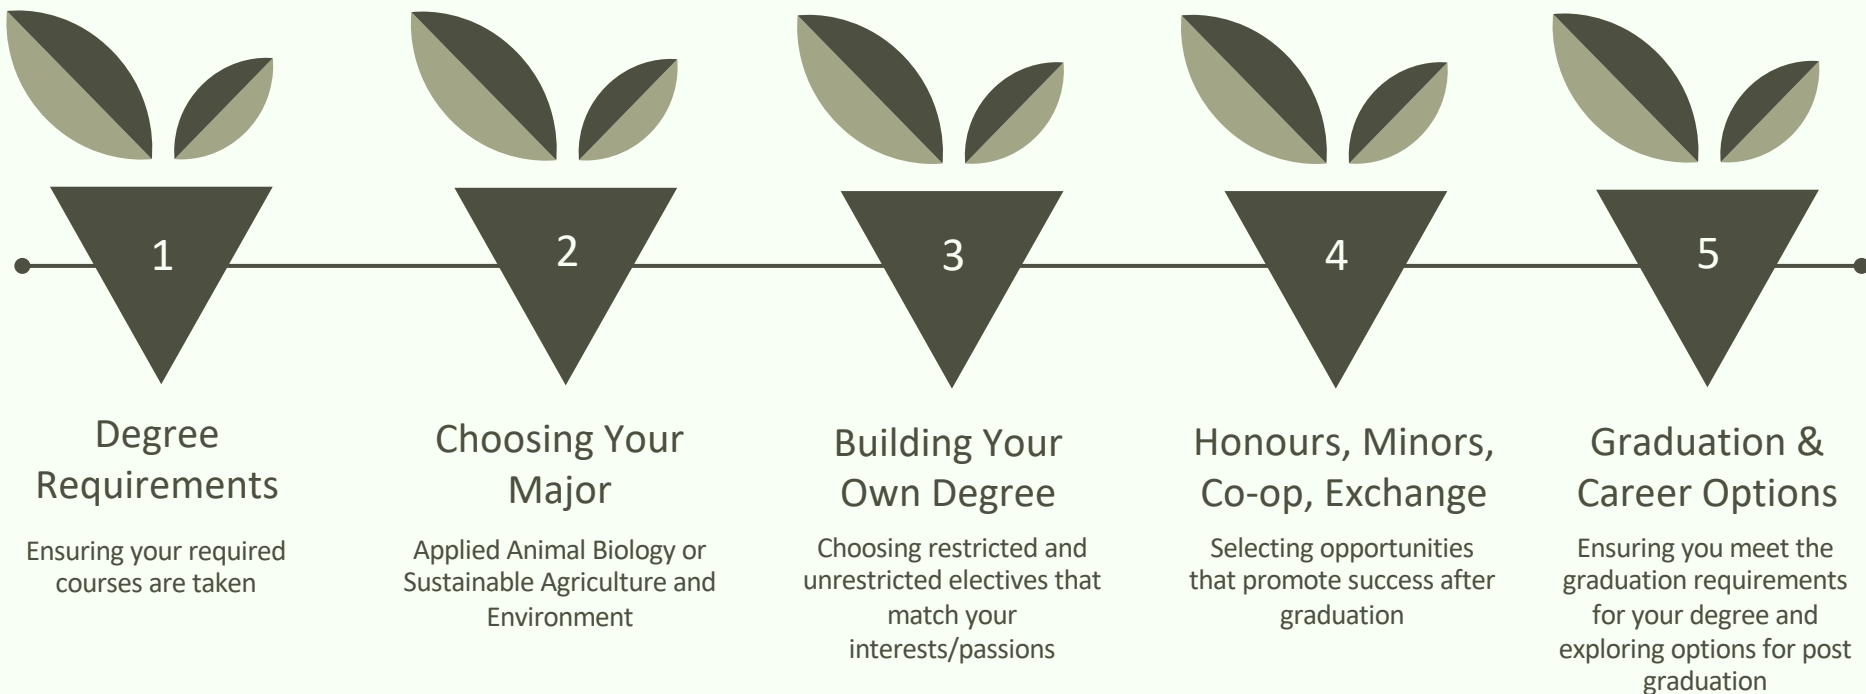 1
Degree
Requirements
Ensuring your required
courses are taken
2
Choosing Your
Major
Applied Animal Biology or
Sustainable Agriculture and
Environment
3
Building Your
Own Degree
Choosing restricted and
unrestricted electives that
match your
interests/passions
4
Honours, Minors,
Co-op, Exchange
Selecting opportunities
that promote success after
graduation
5
Graduation &
Career Options
Ensuring you meet the
graduation requirements
for your degree and
exploring options for post
graduation